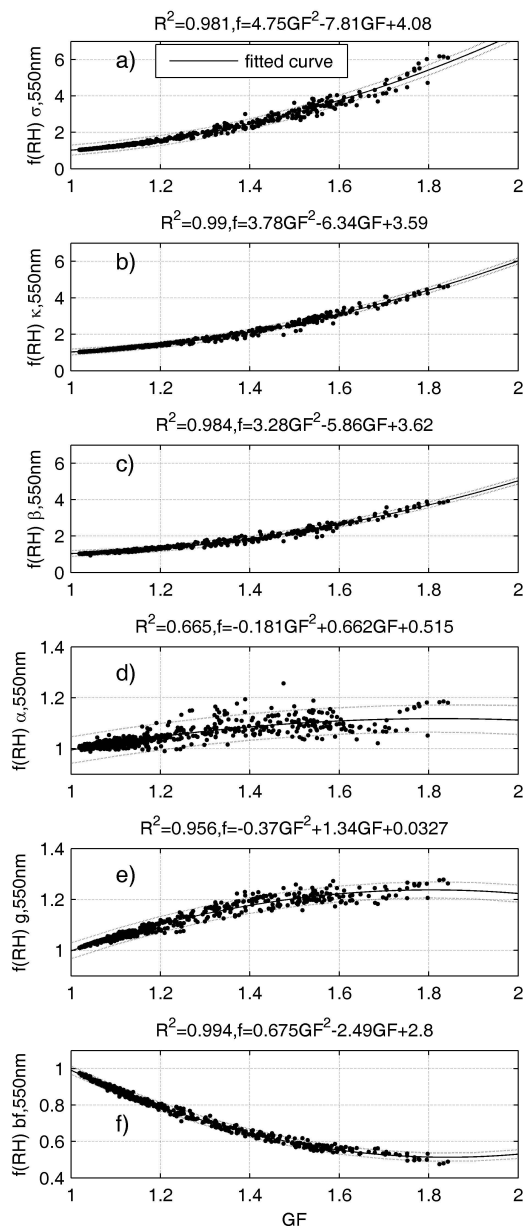 R²=0.981,f=4.75GF²-7.81GF+4.08
a)
fitted curve
f(RH) σ,550nm
6
4
2
0
1 1.2 1.4 1.6 1.8 2
R²=0.99,f=3.78GF²-6.34GF+3.59
b)
f(RH) κ,550nm
6
4
2
0
1 1.2 1.4 1.6 1.8 2
R²=0.984,f=3.28GF²-5.86GF+3.62
c)
f(RH) β,550nm
6
4
2
0
1 1.2 1.4 1.6 1.8 2
R²=0.665,f=-0.181GF²+0.662GF+0.515
d)
f(RH) α,550nm
1.4
1.2
1
1 1.2 1.4 1.6 1.8 2
R²=0.956,f=-0.37GF²+1.34GF+0.0327
e)
f(RH) g,550nm
1.4
1.2
1
1 1.2 1.4 1.6 1.8 2
R²=0.994,f=0.675GF²-2.49GF+2.8
f)
f(RH) bf,550nm
1
0.8
0.6
0.4
1 1.2 1.4 1.6 1.8 2
GF